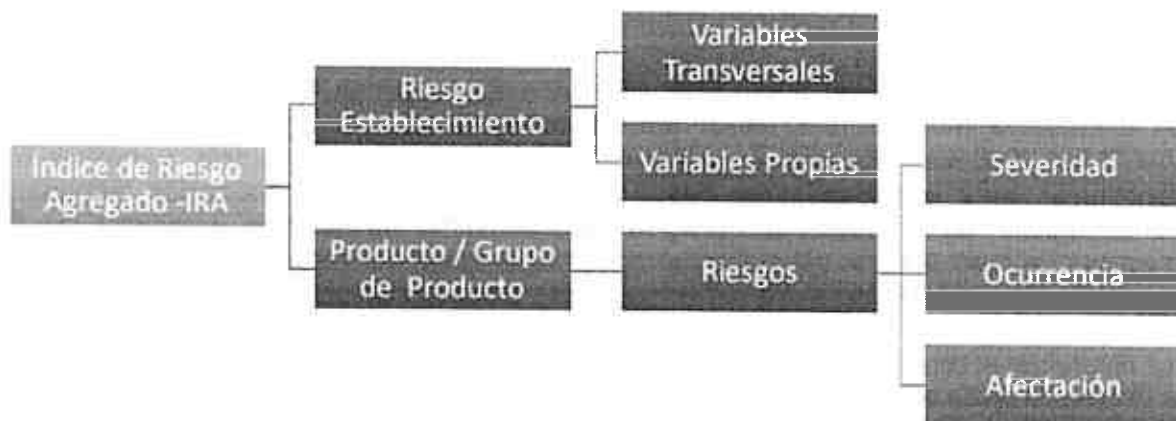 Índice de Riesgo
Agregado -IRA
Riesgo
Establecimiento
Variables
Transversales
Variables Propias
Producto / Grupo
de Producto
Riesgos
Severidad
Ocurrencia
Afectación